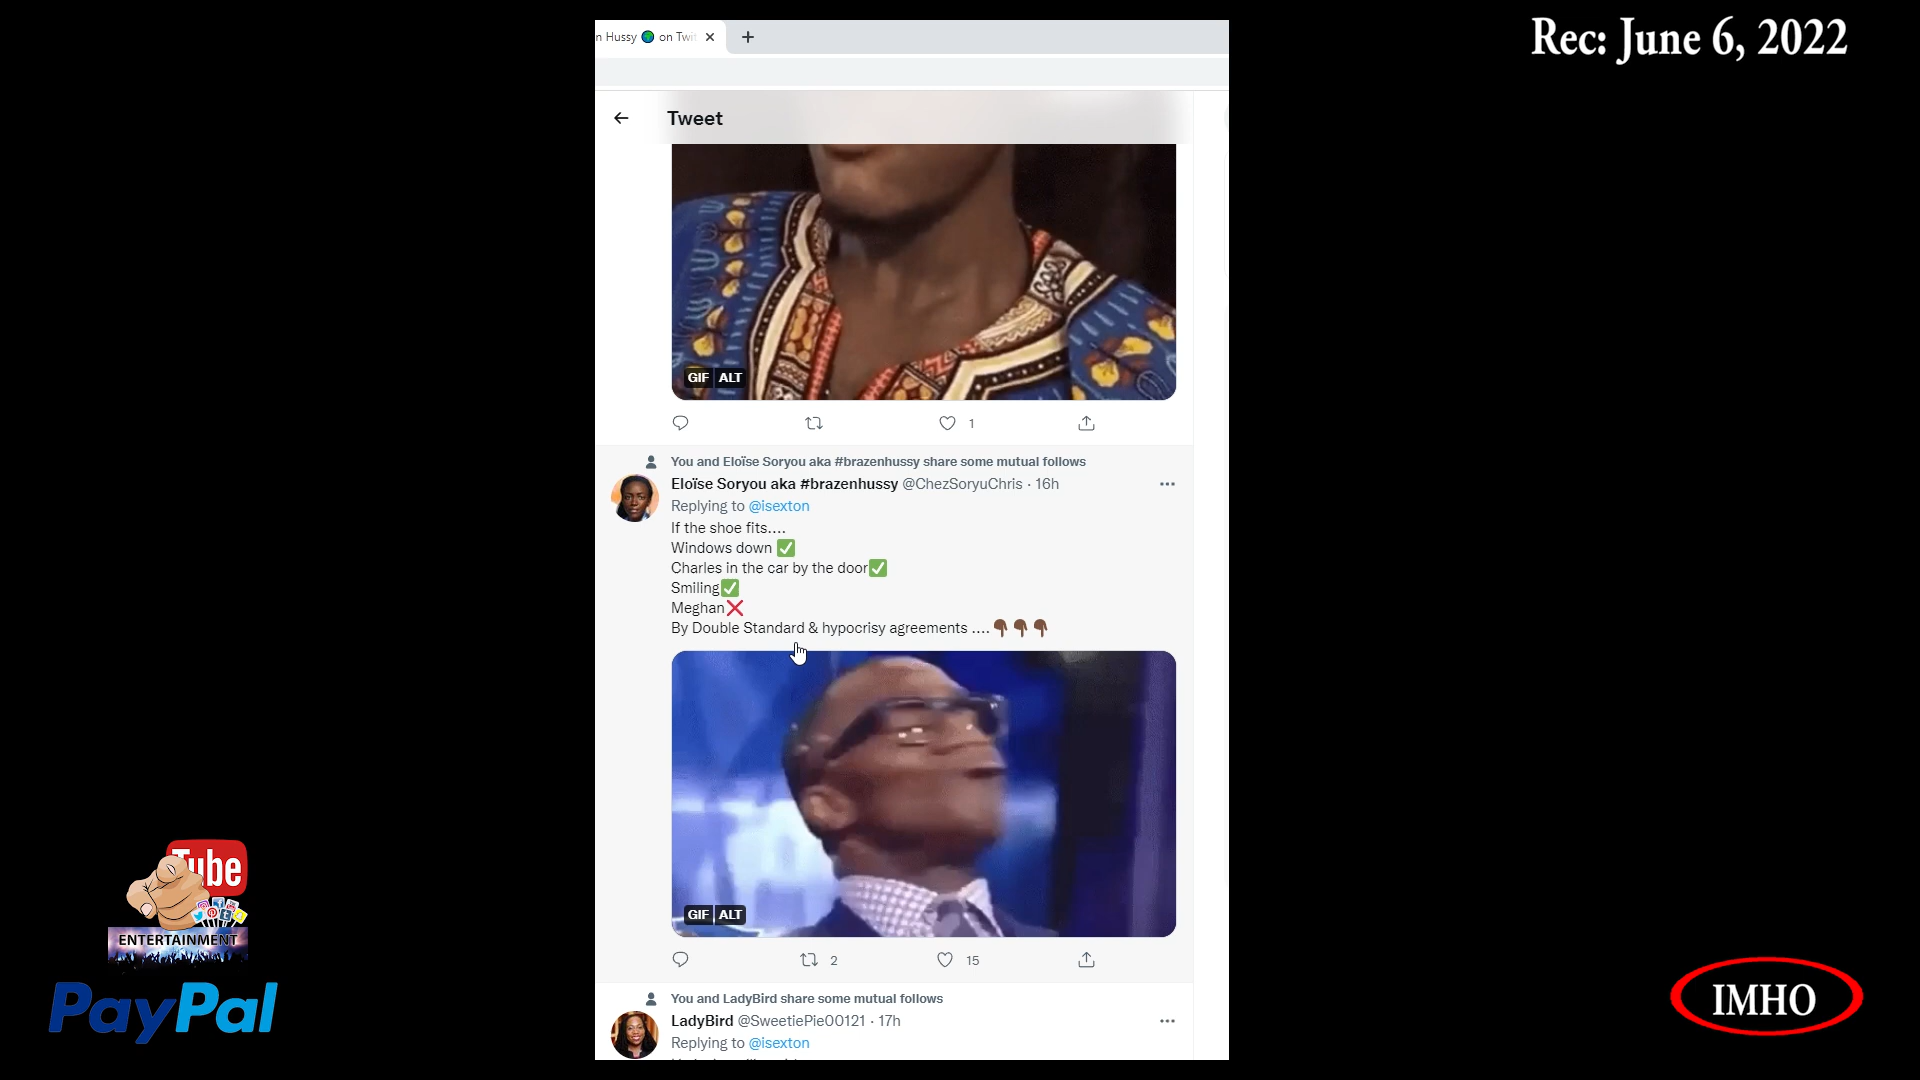 n Hussy 🌍 on Twi
Rec: June 6, 2022
Tweet
GIF ALT
1
You and Eloïse Soryou aka #brazenhussy share some mutual follows
Eloïse Soryou aka #brazenhussy @ChezSoryuChris · 16h
Replying to @isexton
If the shoe fits....
Windows down ✅
Charles in the car by the door✅
Smiling✅
Meghan❌
By Double Standard & hypocrisy agreements ....👇🏾👇🏾👇🏾
GIF ALT
2 15
You and LadyBird share some mutual follows
LadyBird @SweetiePie00121 · 17h
Replying to @isexton
Tube
ENTERTAINMENT
PayPal
IMHO